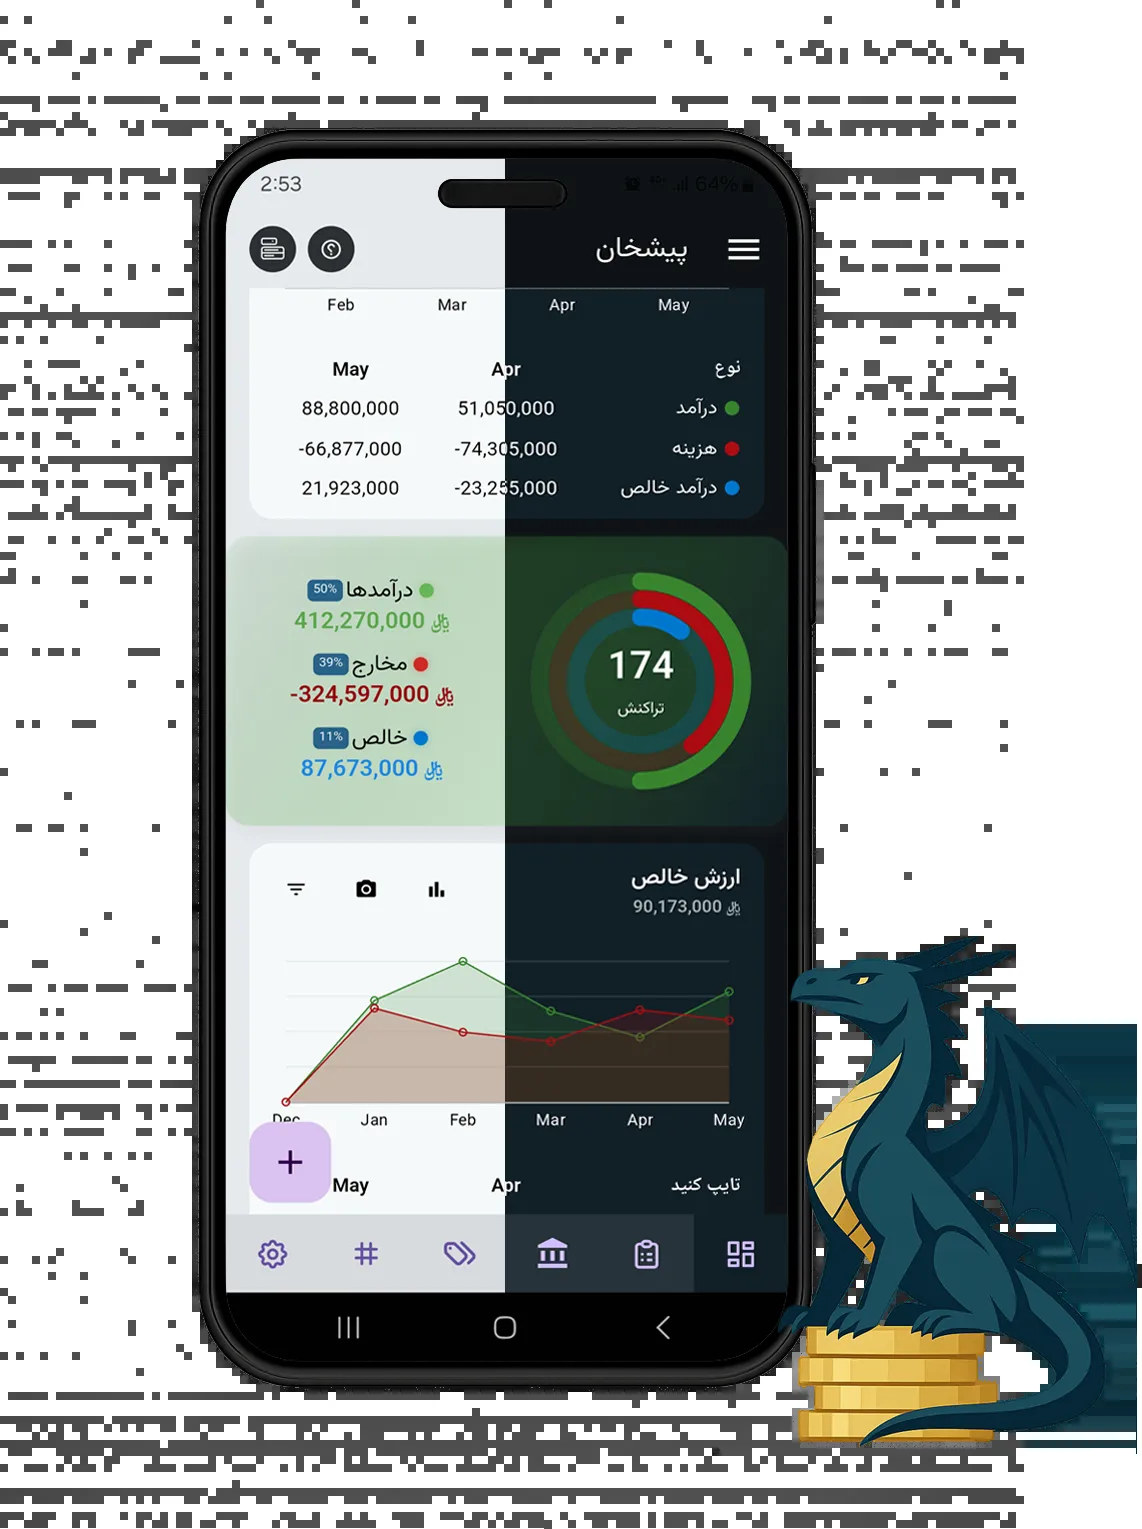 2:53
64%
پیشخان
Feb Mar Apr May
نوع Apr May
درآمد 51,050,000 88,800,000
هزینه -74,305,000 -66,877,000
درآمد خالص -23,255,000 21,923,000
درآمدها 50%
﷼ 412,270,000
مخارج 39%
﷼ -324,597,000
خالص 11%
﷼ 87,673,000
174
تراکنش
ارزش خالص
﷼ 90,173,000
Dec Jan Feb Mar Apr May
تایپ کنید Apr May